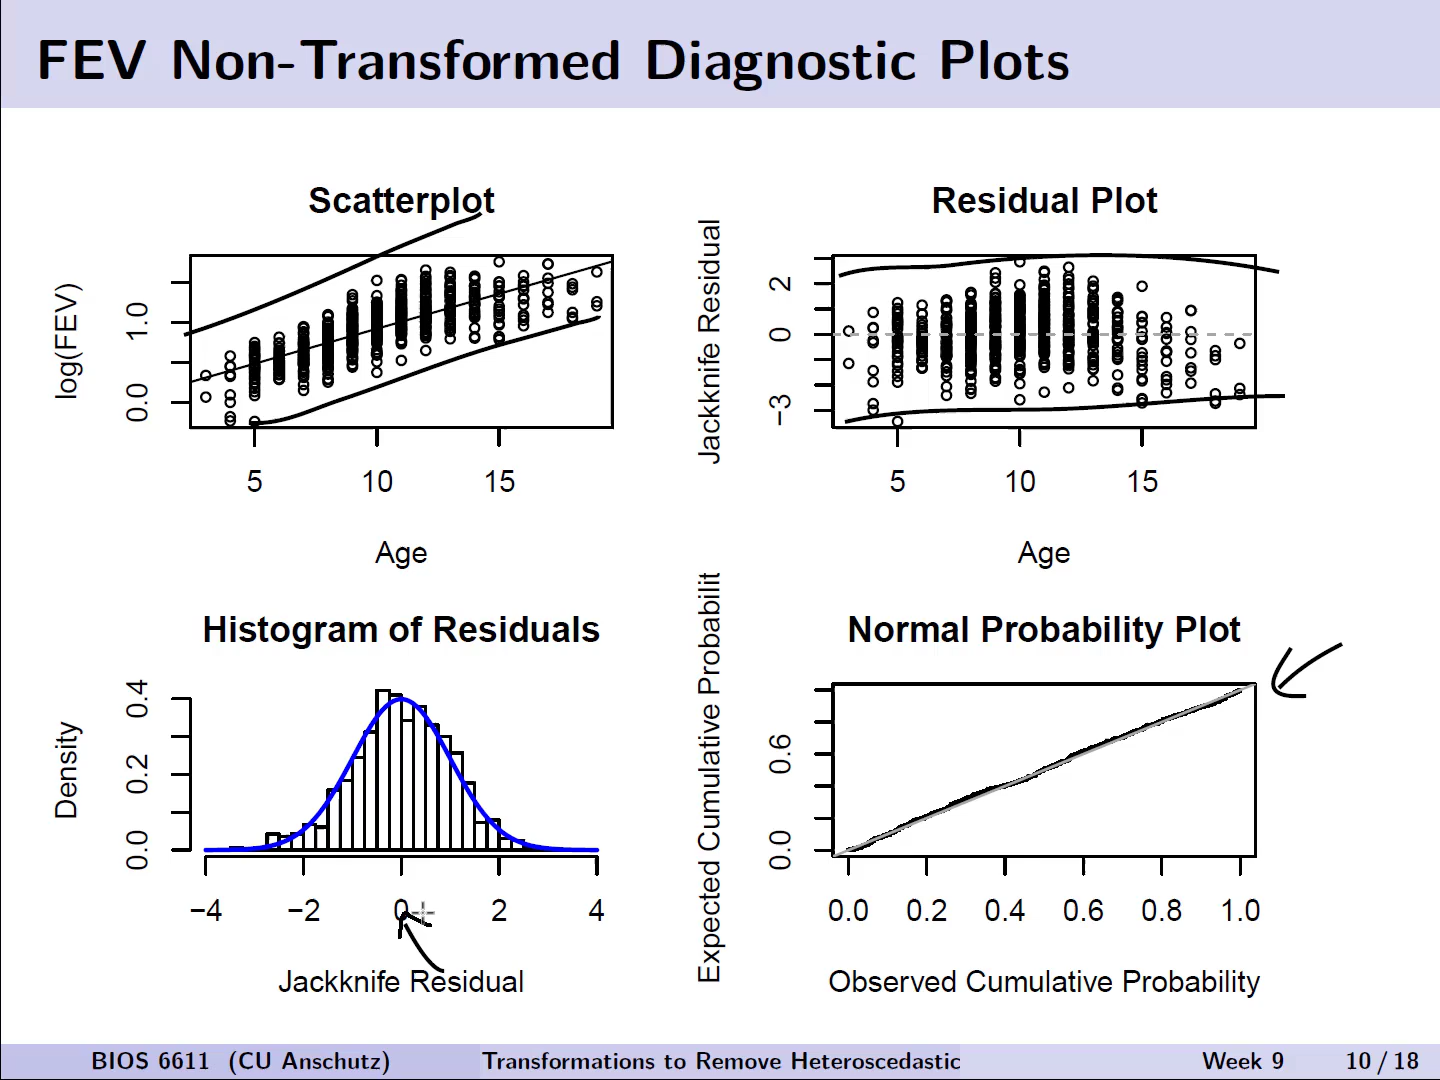 FEV Non-Transformed Diagnostic Plots
Scatterplot
log(FEV)
0.0 1.0
5 10 15
Age
Residual Plot
Jackknife Residual
−3 0 2
5 10 15
Age
Histogram of Residuals
Density
0.0 0.2 0.4
−4 −2 0 2 4
Jackknife Residual
Normal Probability Plot
Expected Cumulative Probabilit
0.0 0.6
0.0 0.2 0.4 0.6 0.8 1.0
Observed Cumulative Probability
BIOS 6611 (CU Anschutz) Transformations to Remove Heteroscedastic Week 9 10 / 18